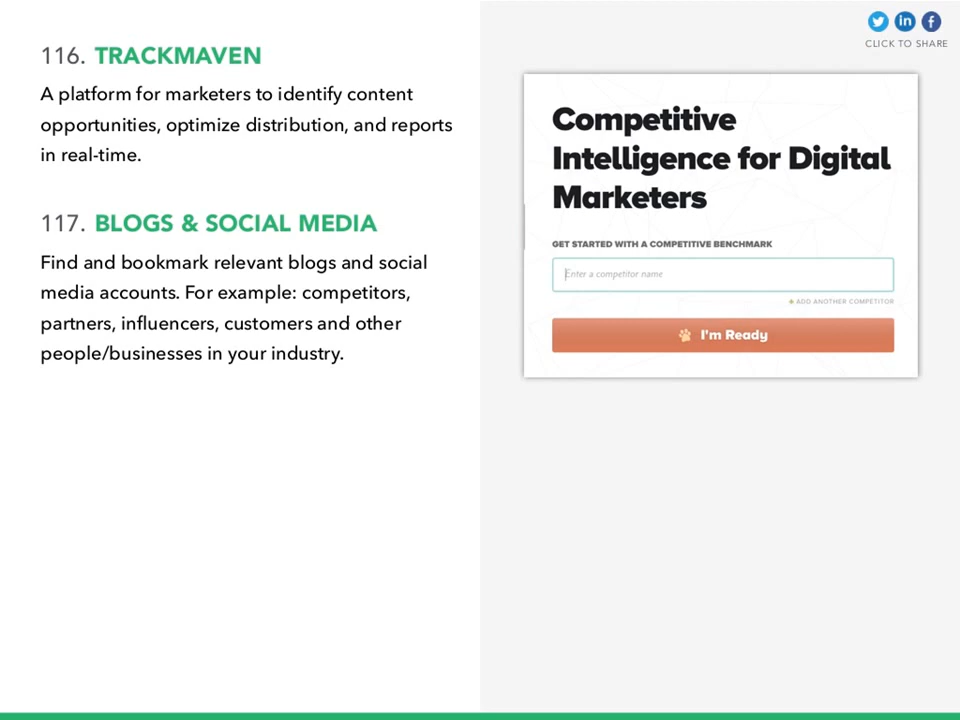 116. TRACKMAVEN
A platform for marketers to identify content
opportunities, optimize distribution, and reports
in real-time.
117. BLOGS & SOCIAL MEDIA
Find and bookmark relevant blogs and social
media accounts. For example: competitors,
partners, influencers, customers and other
people/businesses in your industry.
CLICK TO SHARE
Competitive
Intelligence for Digital
Marketers
GET STARTED WITH A COMPETITIVE BENCHMARK
Enter a competitor name
+ ADD ANOTHER COMPETITOR
I'm Ready